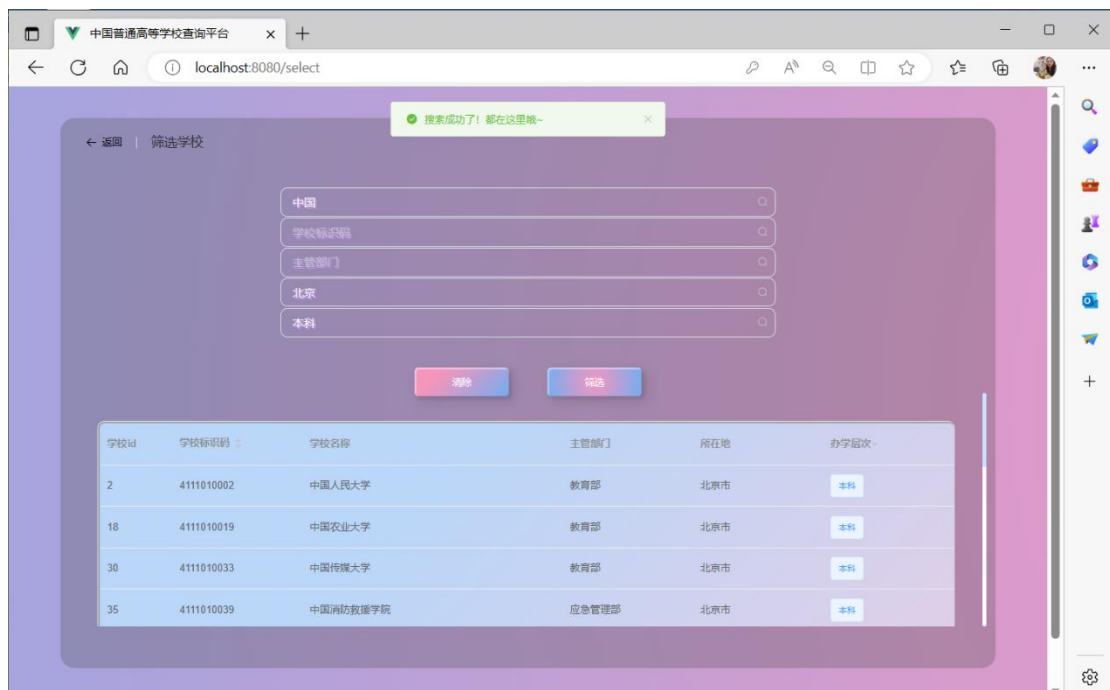 中国普通高等学校查询平台
localhost:8080/select
搜索成功了！都在这里哦~
返回 | 筛选学校
中国
学校标识码
主管部门
北京
本科
清除 筛选
学校id 学校标识码 学校名称 主管部门 所在地 办学层次
2 4111010002 中国人民大学 教育部 北京市 本科
18 4111010019 中国农业大学 教育部 北京市 本科
30 4111010033 中国传媒大学 教育部 北京市 本科
35 4111010039 中国消防救援学院 应急管理部 北京市 本科